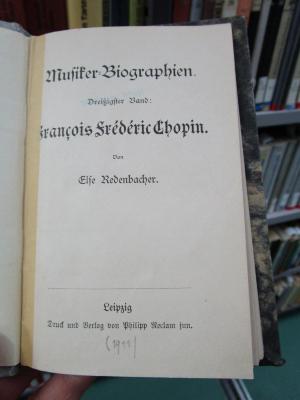 Musiker-Biographien.
Dreißigster Band:
François Frédéric Chopin.
Von
Else Redenbacher.
Leipzig
Druck und Verlag von Philipp Reclam jun.
(1911)